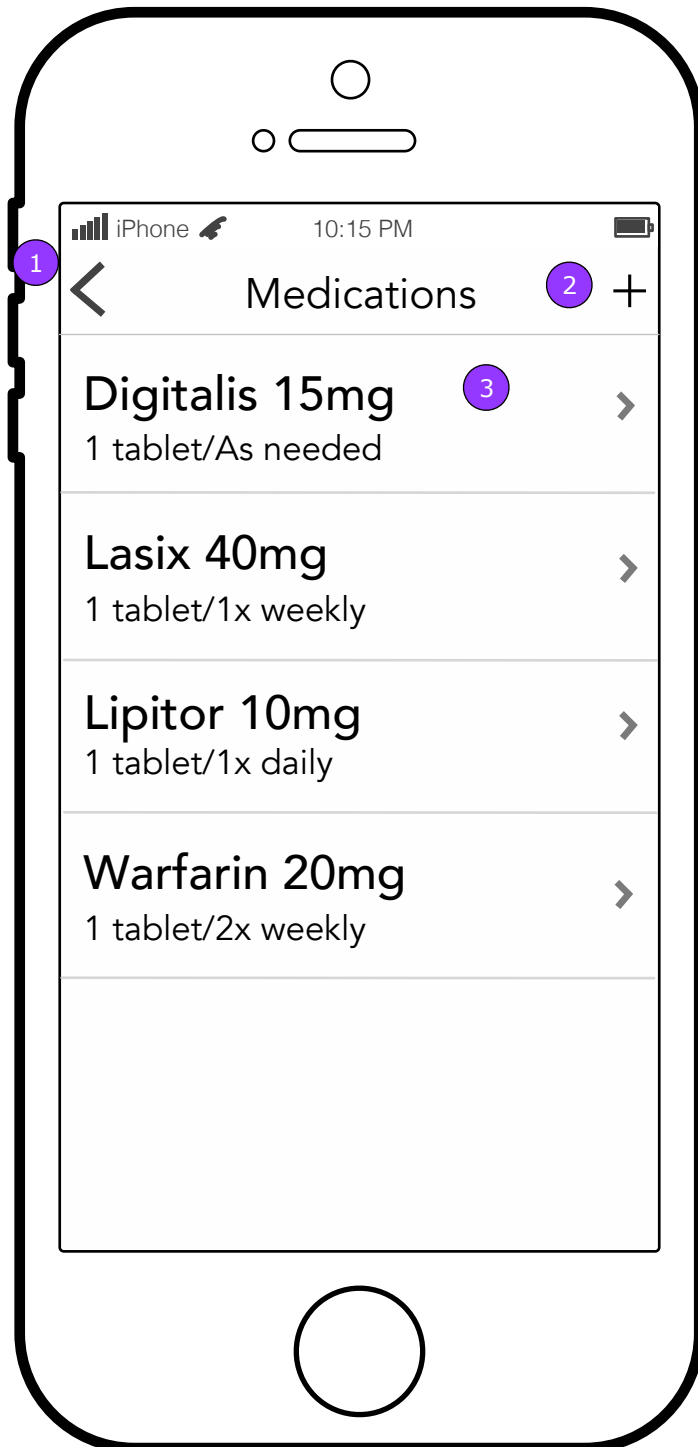 iPhone 10:15 PM
1
Medications 2 +
Digitalis 15mg 3
1 tablet/As needed
Lasix 40mg
1 tablet/1x weekly
Lipitor 10mg
1 tablet/1x daily
Warfarin 20mg
1 tablet/2x weekly